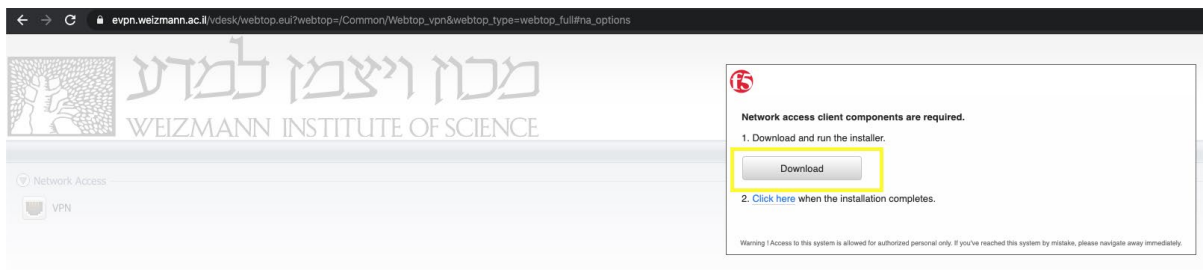 evpn.weizmann.ac.il/vdesk/webtop.eui?webtop=/Common/Webtop_vpn&webtop_type=webtop_full#na_options
מכון ויצמן למדע
WEIZMANN INSTITUTE OF SCIENCE
Network Access
VPN
f5
Network access client components are required.
1. Download and run the installer.
Download
2. Click here when the installation completes.
Warning ! Access to this system is allowed for authorized personal only. If you've reached this system by mistake, please navigate away immediately.